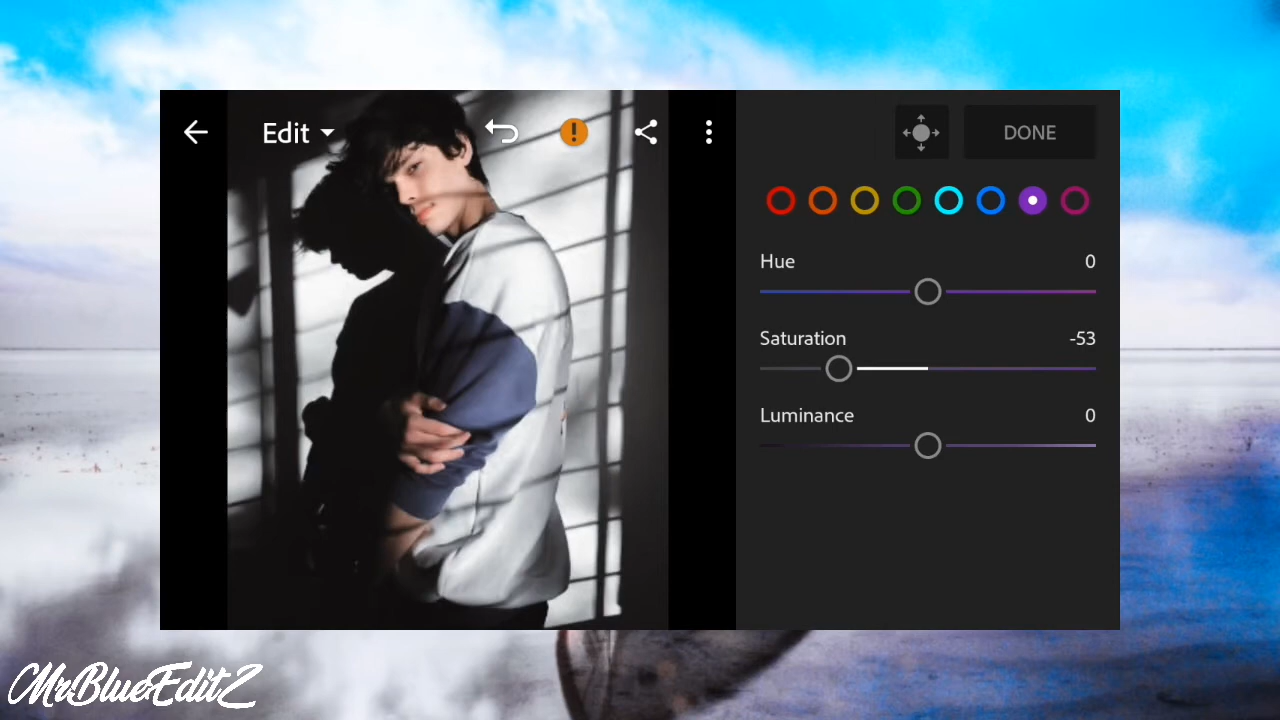 Edit
DONE
Hue 0
Saturation -53
Luminance 0
MrBlueEditZ